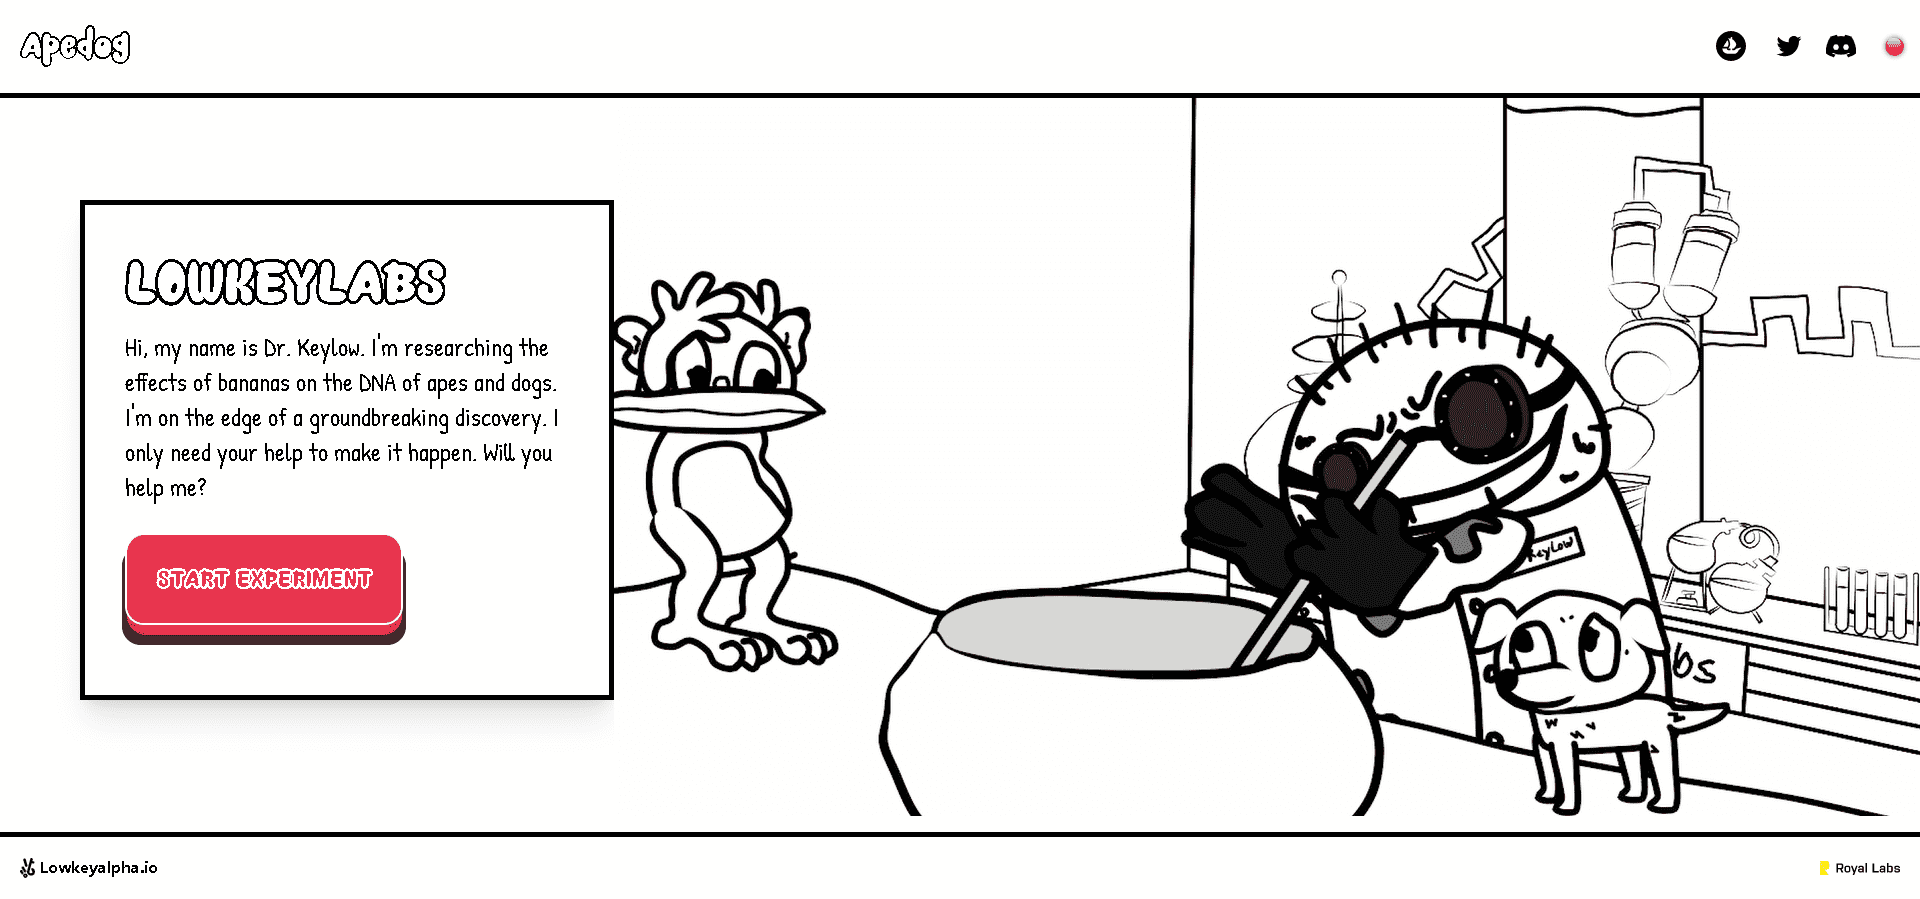 Apedog
LOWKEYLABS
Hi, my name is Dr. Keylow. I'm researching the
effects of bananas on the DNA of apes and dogs.
I'm on the edge of a groundbreaking discovery. I
only need your help to make it happen. Will you
help me?
START EXPERIMENT
KeyLow
bs
Lowkeyalpha.io
Royal Labs